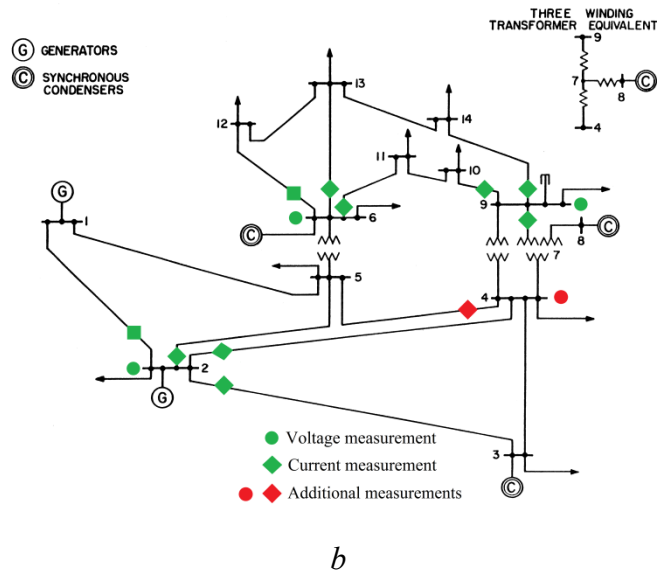 G GENERATORS
C SYNCHRONOUS
CONDENSERS
THREE WINDING
TRANSFORMER EQUIVALENT
9
7
8
C
4
13
14
12
11
10
9
6
C
G
1
5
7
8
C
4
2
G
3
C
Voltage measurement
Current measurement
Additional measurements
b